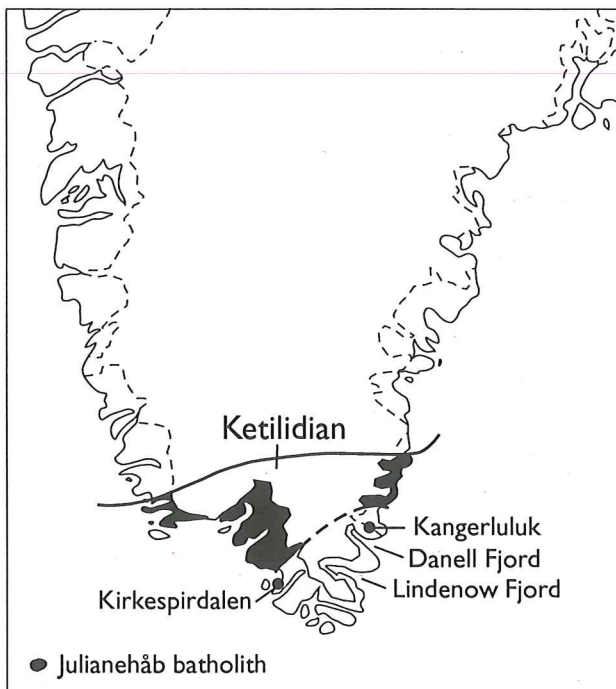 Ketilidian
Kangerluluk
Danell Fjord
Lindenow Fjord
Kirkespirdalen
Julianehåb batholith